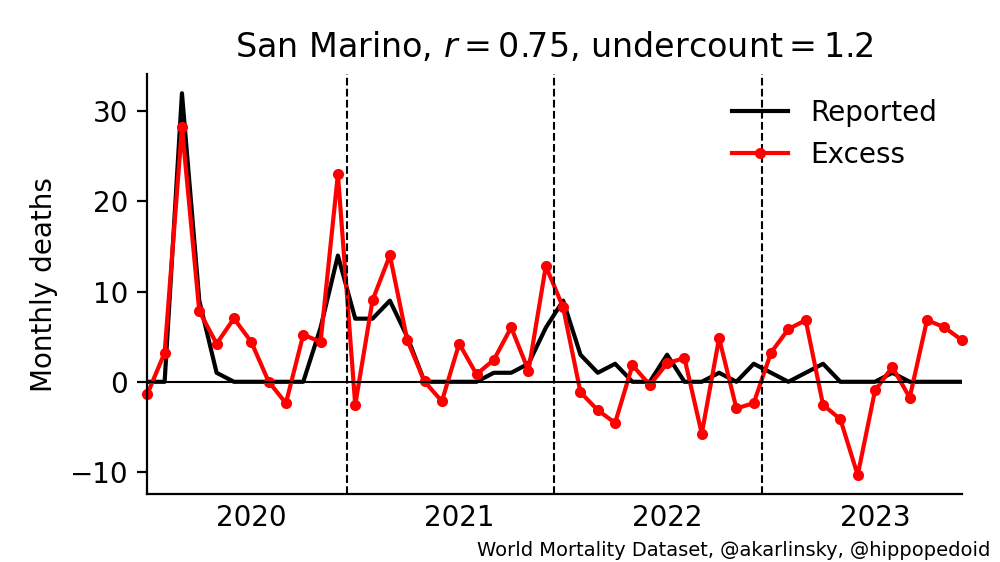 San Marino, r = 0.75, undercount = 1.2
Reported
Excess
Monthly deaths
30
20
10
0
−10
2020 2021 2022 2023
World Mortality Dataset, @akarlinsky, @hippopedoid